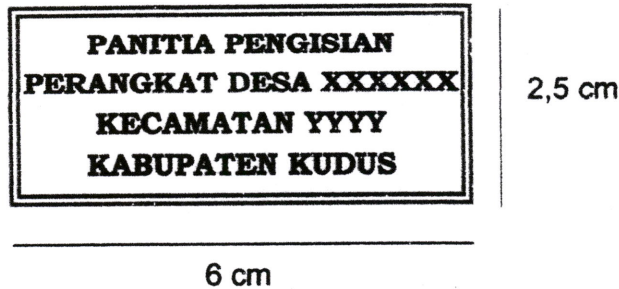 PANITIA PENGISIAN
PERANGKAT DESA XXXXXX
KECAMATAN YYYY
KABUPATEN KUDUS
2,5 cm
6 cm